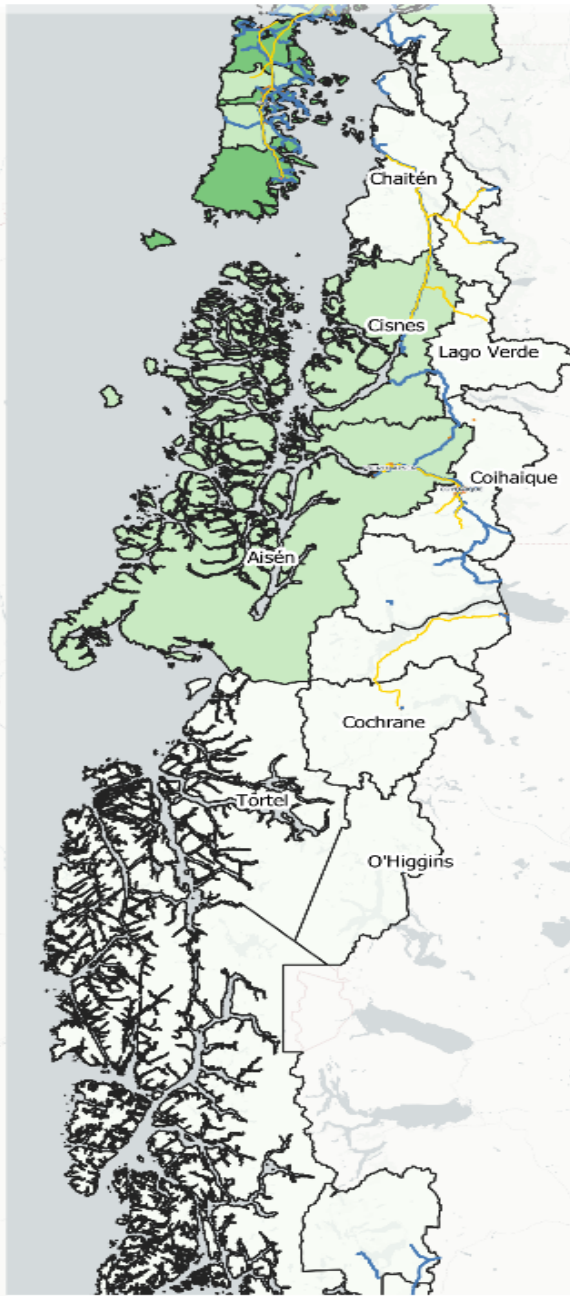 Chaitén
Cisnes
Lago Verde
Coihaique
Aisén
Cochrane
Tortel
O'Higgins